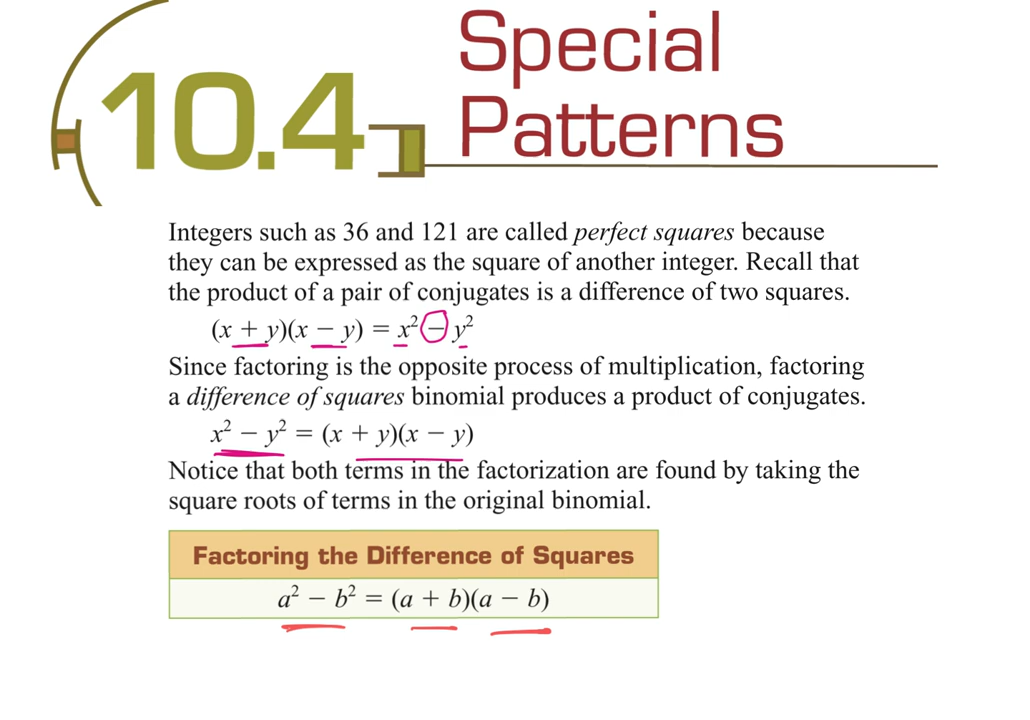 10.4
Special
Patterns
Integers such as 36 and 121 are called perfect squares because
they can be expressed as the square of another integer. Recall that
the product of a pair of conjugates is a difference of two squares.
(x + y)(x − y) = x² − y²
Since factoring is the opposite process of multiplication, factoring
a difference of squares binomial produces a product of conjugates.
x² − y² = (x + y)(x − y)
Notice that both terms in the factorization are found by taking the
square roots of terms in the original binomial.
Factoring the Difference of Squares
a² − b² = (a + b)(a − b)